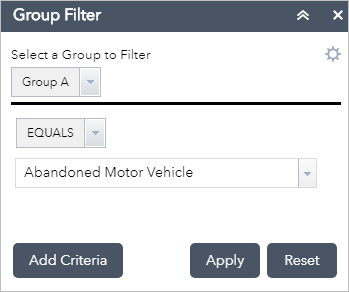 Group Filter
Select a Group to Filter
Group A
EQUALS
Abandoned Motor Vehicle
Add Criteria Apply Reset